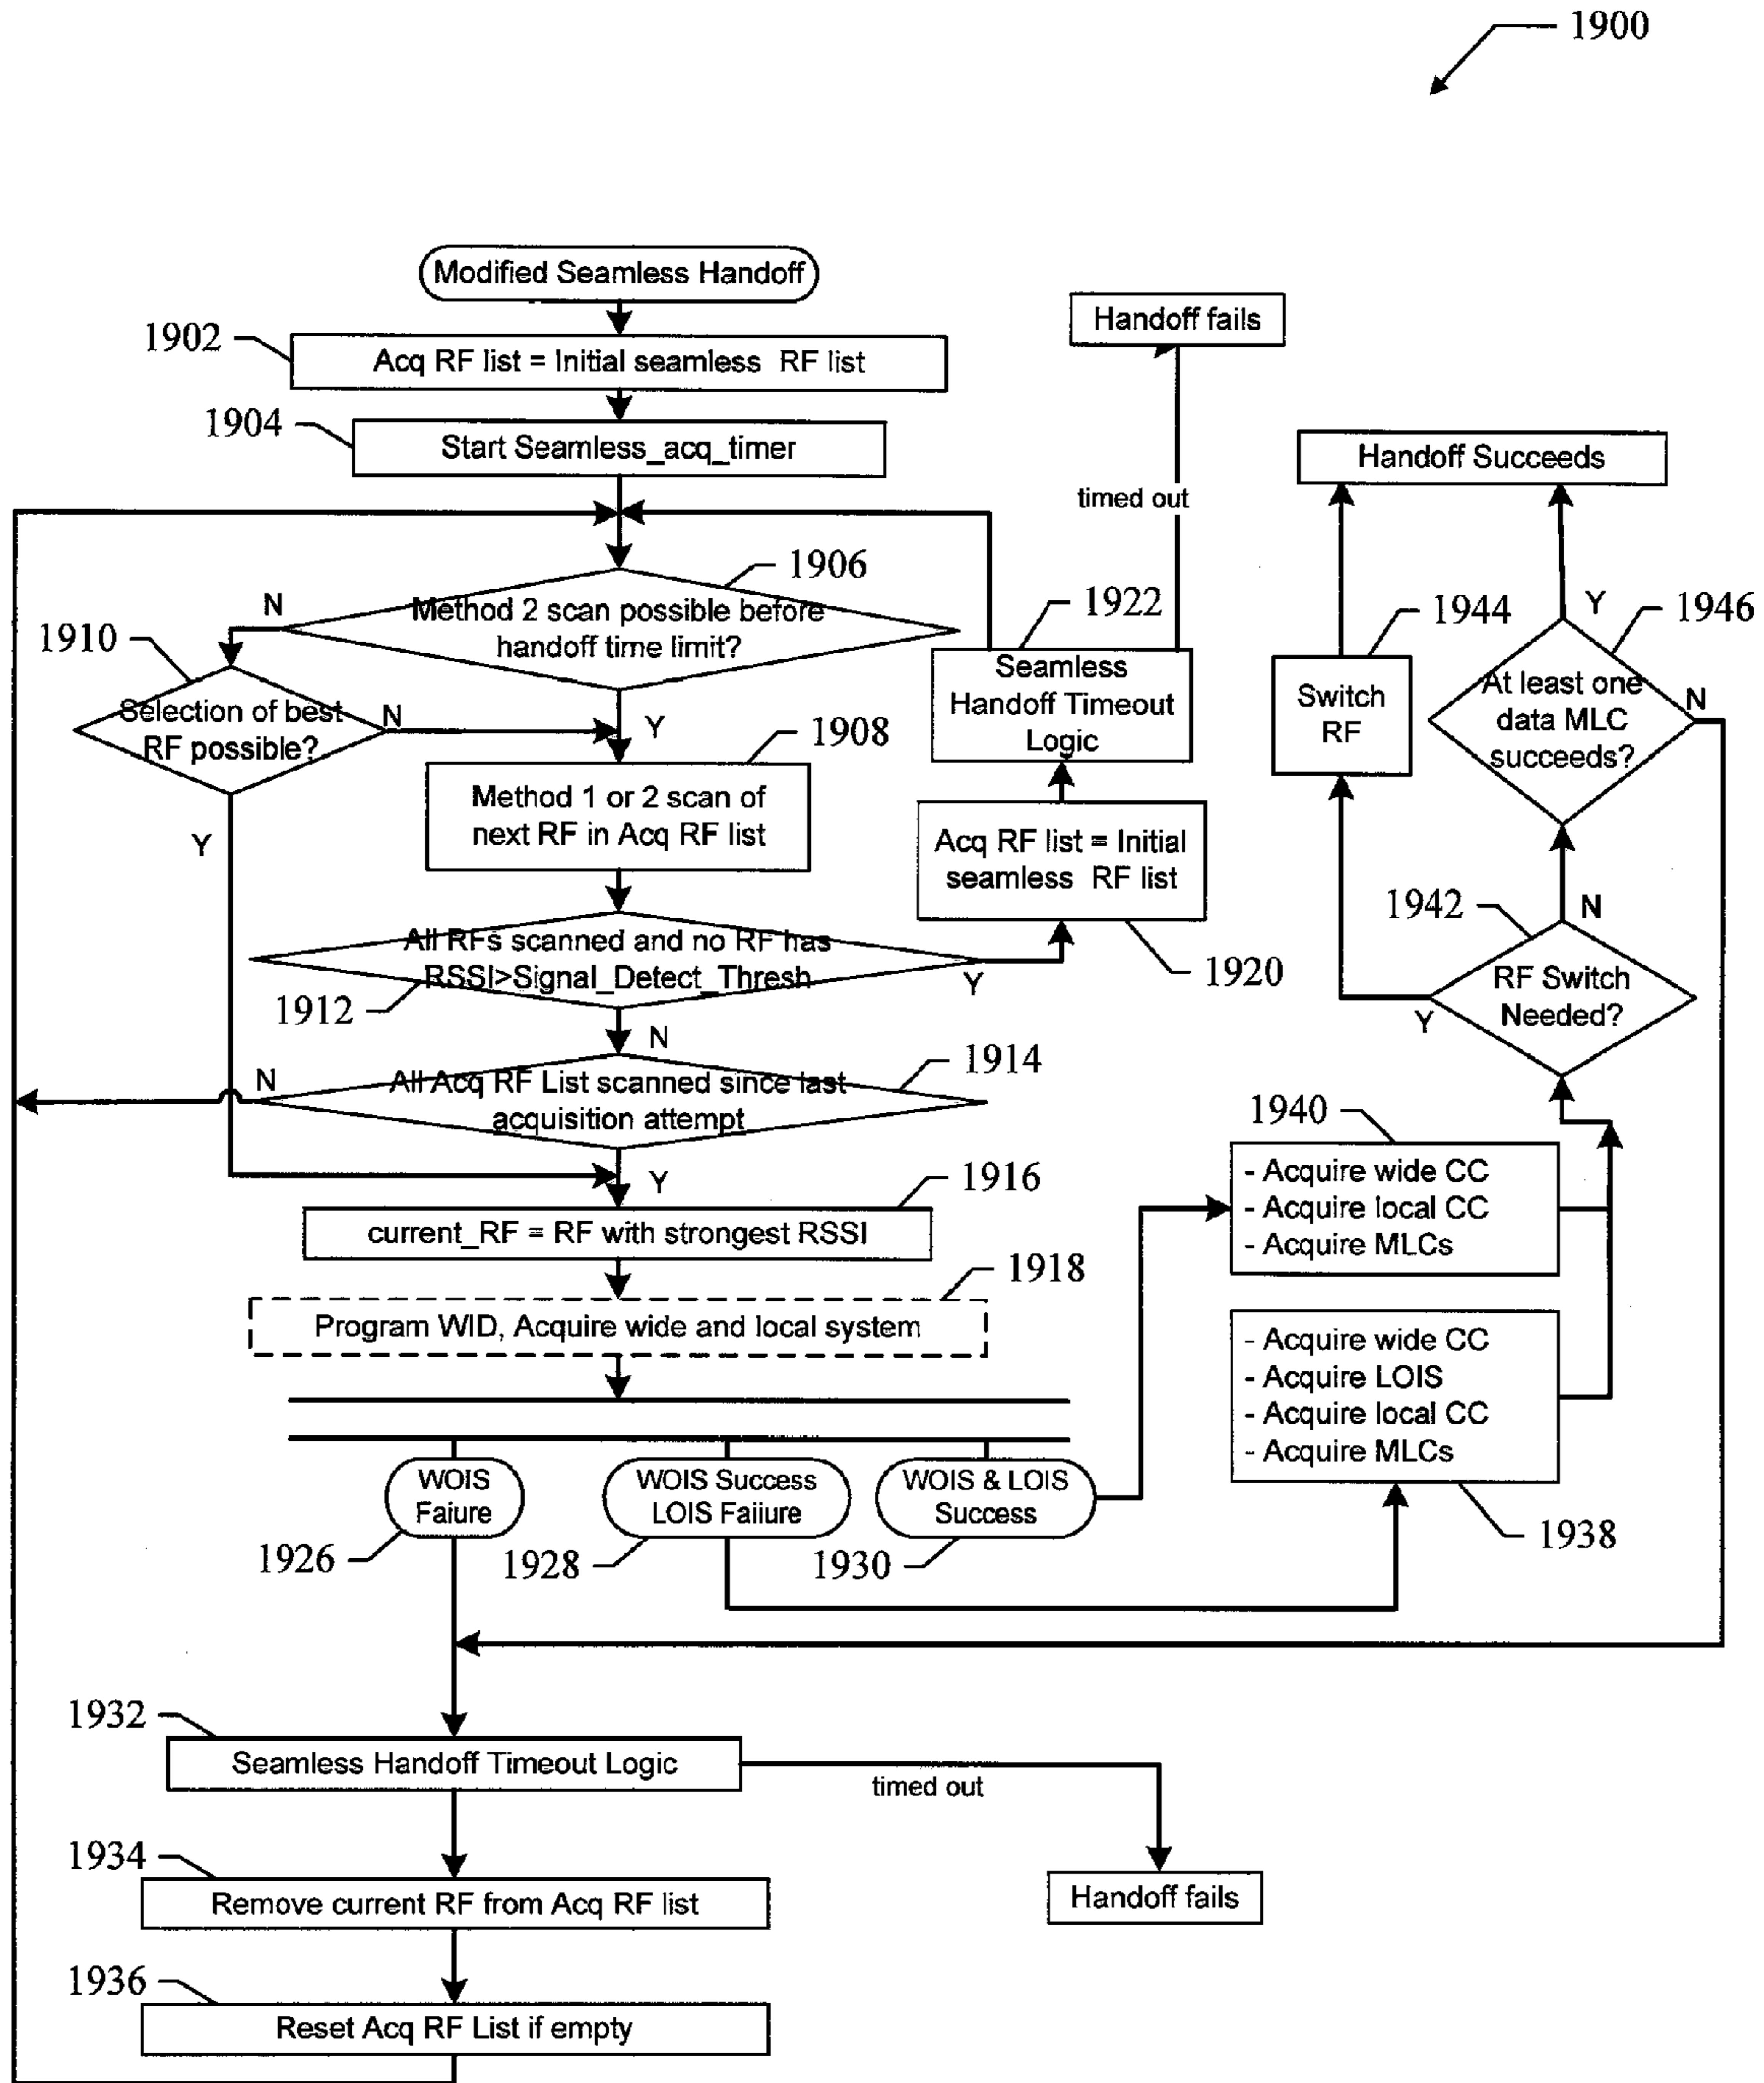 1900
Modified Seamless Handoff
1902
Acq RF list = Initial seamless RF list
1904
Start Seamless_acq_timer
1906
N
Method 2 scan possible before
handoff time limit?
Y
1910
Selection of best
RF possible?
N
Y
1908
Method 1 or 2 scan of
next RF in Acq RF list
All RFs scanned and no RF has
RSSI>Signal_Detect_Thresh
1912
Y
N
1914
N
All Acq RF List scanned since last
acquisition attempt
Y
1916
current_RF = RF with strongest RSSI
1918
Program WID, Acquire wide and local system
WOIS
Faiure
1926
WOIS Success
LOIS Faiiure
1928
WOIS & LOIS
Success
1930
Handoff fails
timed out
1922
Seamless
Handoff Timeout
Logic
Acq RF list = Initial
seamless RF list
1920
Handoff Succeeds
1944
Switch
RF
Y
1946
At least one
data MLC
succeeds?
N
1942
N
RF Switch
Needed?
Y
1940
- Acquire wide CC
- Acquire local CC
- Acquire MLCs
- Acquire wide CC
- Acquire LOIS
- Acquire local CC
- Acquire MLCs
1938
1932
Seamless Handoff Timeout Logic
timed out
Handoff fails
1934
Remove current RF from Acq RF list
1936
Reset Acq RF List if empty